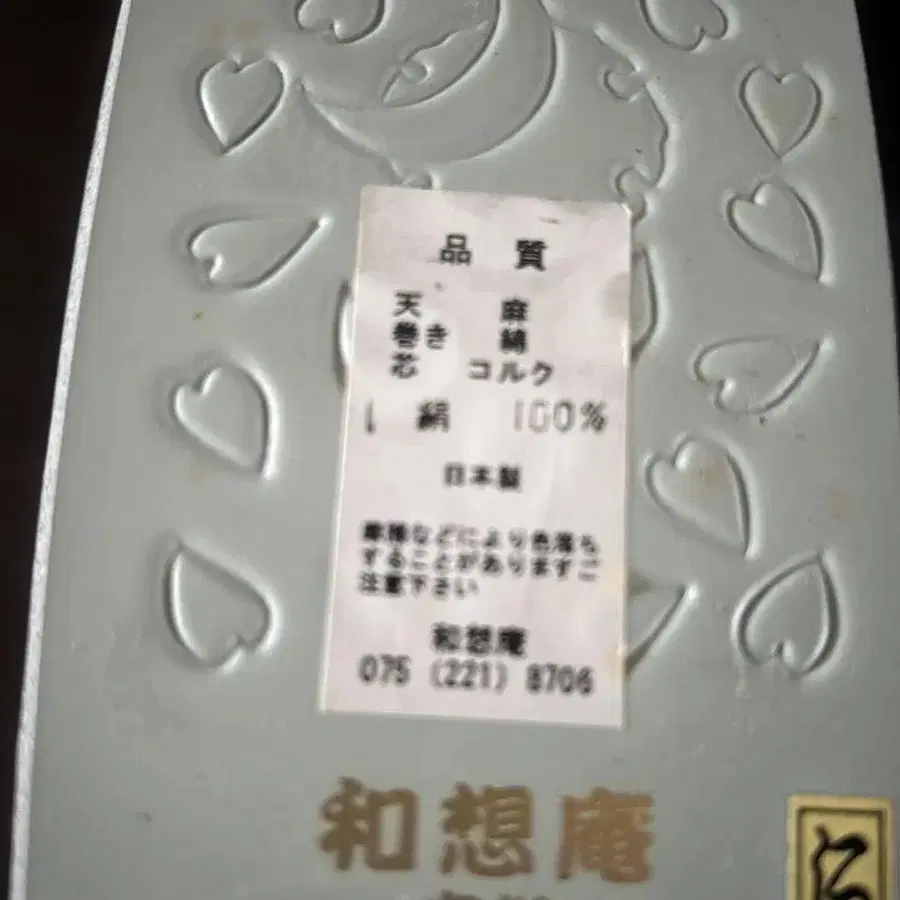 品 質
天 麻
巻き 綿
芯 コルク
絹 100%
日本製
摩擦などにより色落ち
することがありますご
注意下さい
和想庵
075 (221) 8706
和想庵